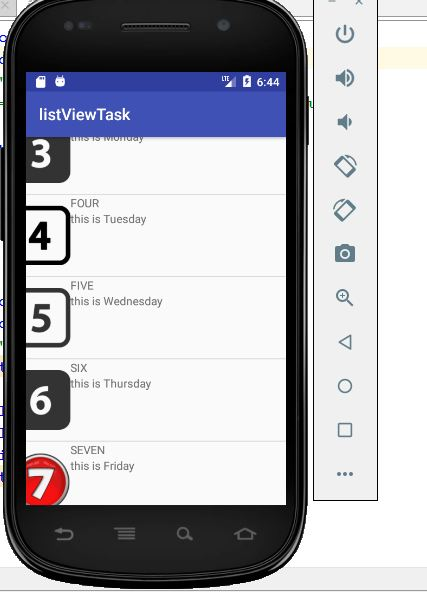 LTE 6:44
listViewTask
3
this is Monday
FOUR
4
this is Tuesday
FIVE
5
this is Wednesday
SIX
6
this is Thursday
SEVEN
7
this is Friday